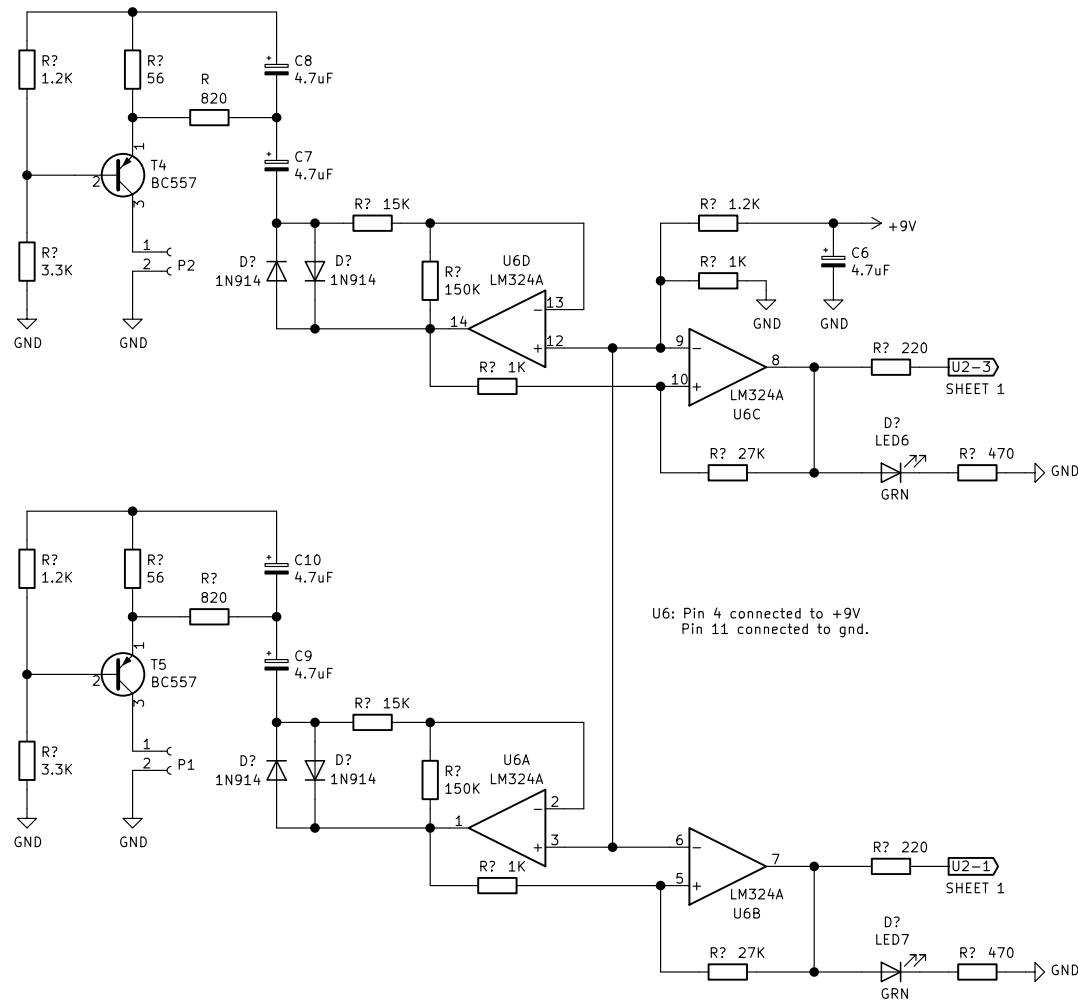 R?
1.2K
R?
56
R
820
C8
4.7uF
+
C7
4.7uF
+
T4
BC557
1
2
3
R?
3.3K
1
2
P2
GND
GND
D?
1N914
D?
1N914
R? 15K
R?
150K
U6D
LM324A
13
12
14
−
+
R? 1K
R? 1.2K
+9V
R? 1K
C6
4.7uF
+
GND
GND
9
10
8
−
+
LM324A
U6C
R? 220
U2-3
SHEET 1
R? 27K
D?
LED6
GRN
R? 470
GND
R?
1.2K
R?
56
R?
820
C10
4.7uF
+
C9
4.7uF
+
T5
BC557
1
2
3
R?
3.3K
1
2
P1
GND
GND
D?
1N914
D?
1N914
R? 15K
R?
150K
U6A
LM324A
2
3
1
−
+
R? 1K
U6: Pin 4 connected to +9V
Pin 11 connected to gnd.
6
5
7
−
+
LM324A
U6B
R? 220
U2-1
SHEET 1
R? 27K
D?
LED7
GRN
R? 470
GND